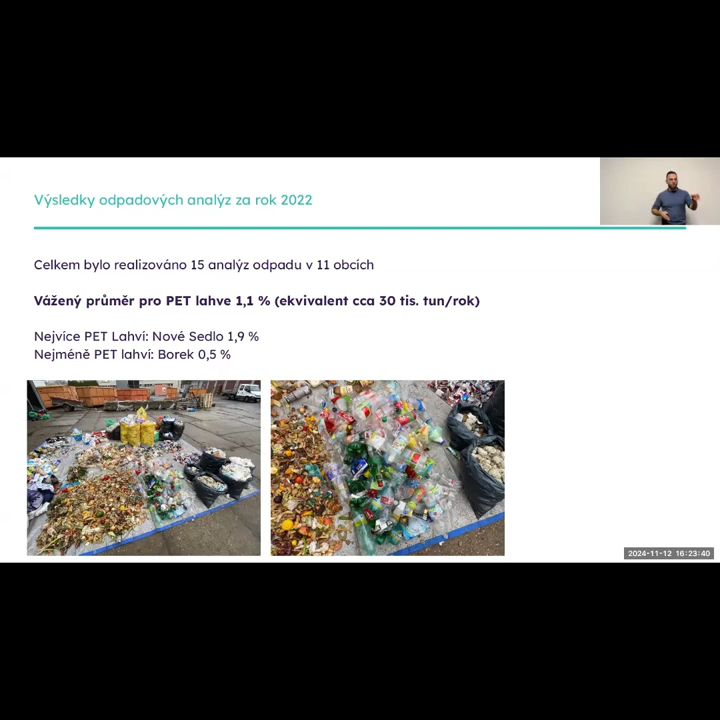 Výsledky odpadových analýz za rok 2022
Celkem bylo realizováno 15 analýz odpadu v 11 obcích
Vážený průměr pro PET lahve 1,1 % (ekvivalent cca 30 tis. tun/rok)
Nejvíce PET Lahví: Nové Sedlo 1,9 %
Nejméně PET lahví: Borek 0,5 %
2024-11-12 16:23:40